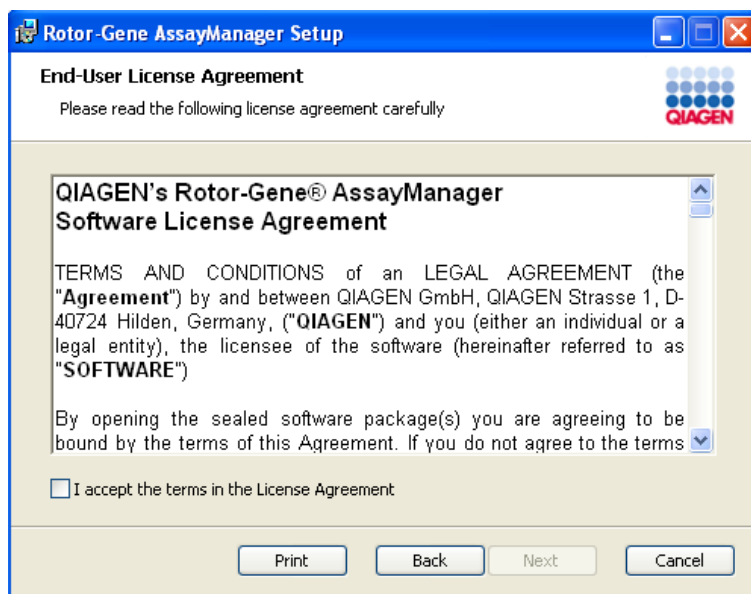 Rotor-Gene AssayManager Setup
End-User License Agreement
Please read the following license agreement carefully
QIAGEN
QIAGEN's Rotor-Gene® AssayManager
Software License Agreement
TERMS AND CONDITIONS of an LEGAL AGREEMENT (the
"Agreement") by and between QIAGEN GmbH, QIAGEN Strasse 1, D-
40724 Hilden, Germany, ("QIAGEN") and you (either an individual or a
legal entity), the licensee of the software (hereinafter referred to as
"SOFTWARE")
By opening the sealed software package(s) you are agreeing to be
bound by the terms of this Agreement. If you do not agree to the terms
I accept the terms in the License Agreement
Print
Back
Next
Cancel